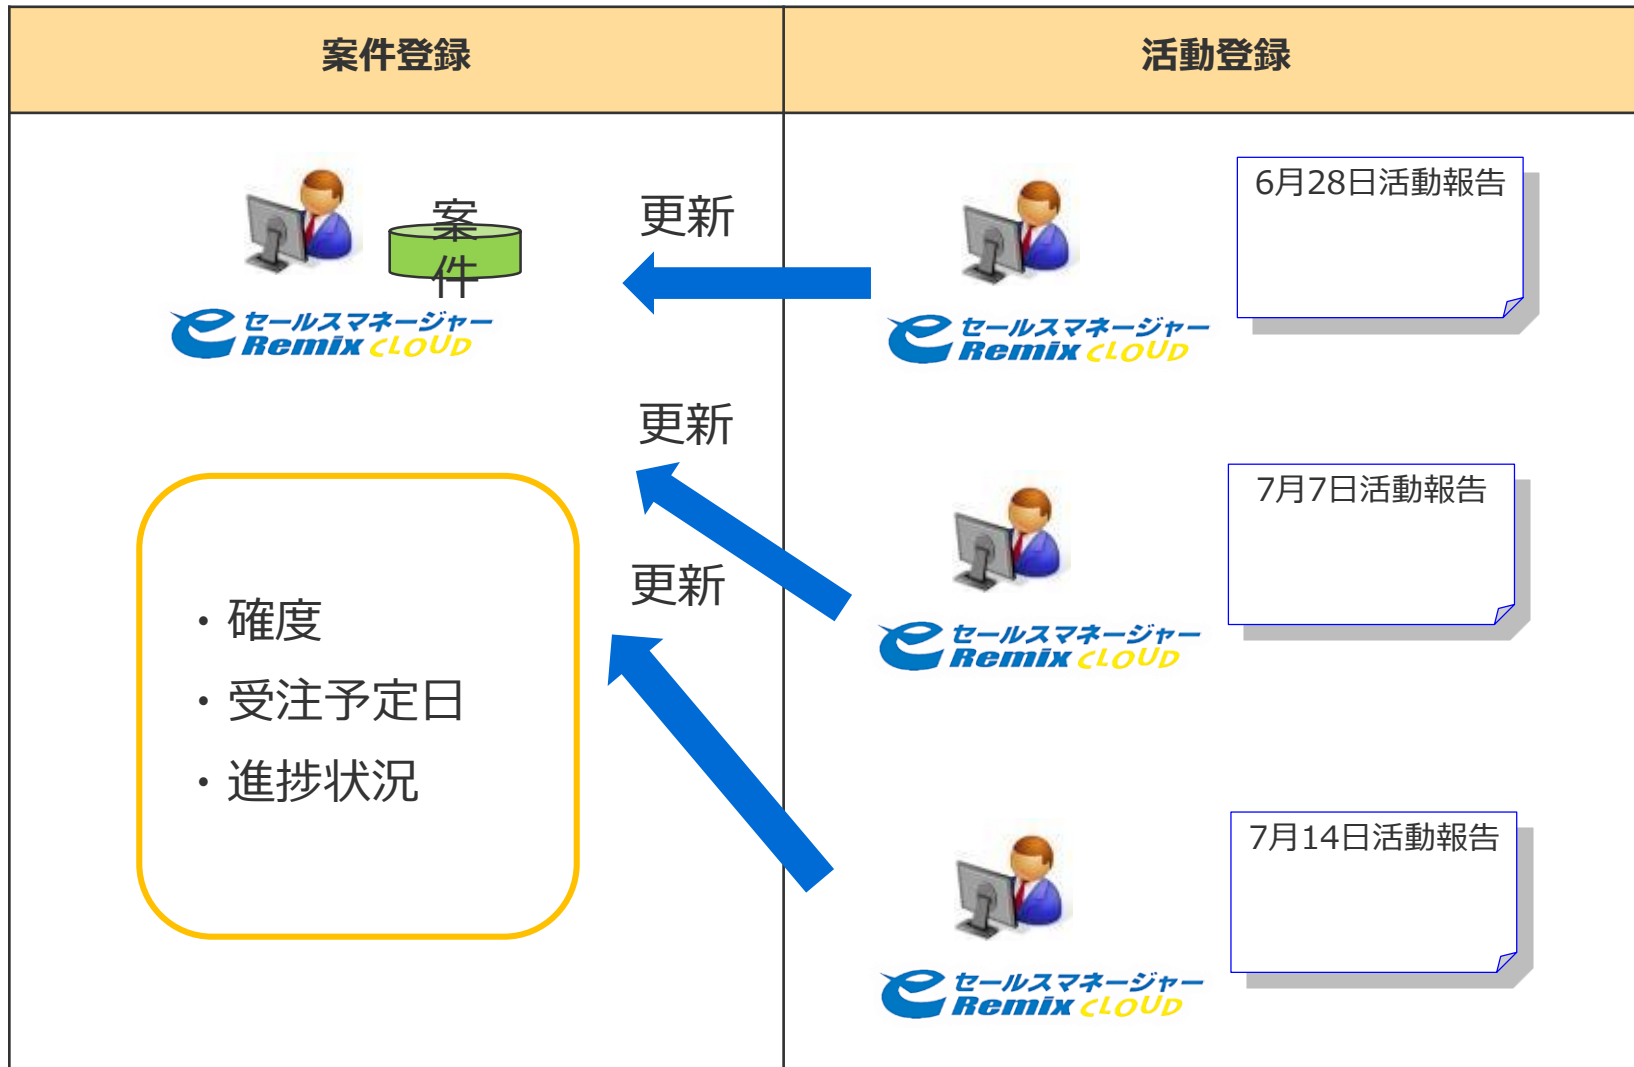 案件登録
活動登録
案
件
更新
eセールスマネージャー
Remix CLOUD
eセールスマネージャー
Remix CLOUD
6月28日活動報告
更新
・確度
・受注予定日
・進捗状況
eセールスマネージャー
Remix CLOUD
7月7日活動報告
更新
eセールスマネージャー
Remix CLOUD
7月14日活動報告